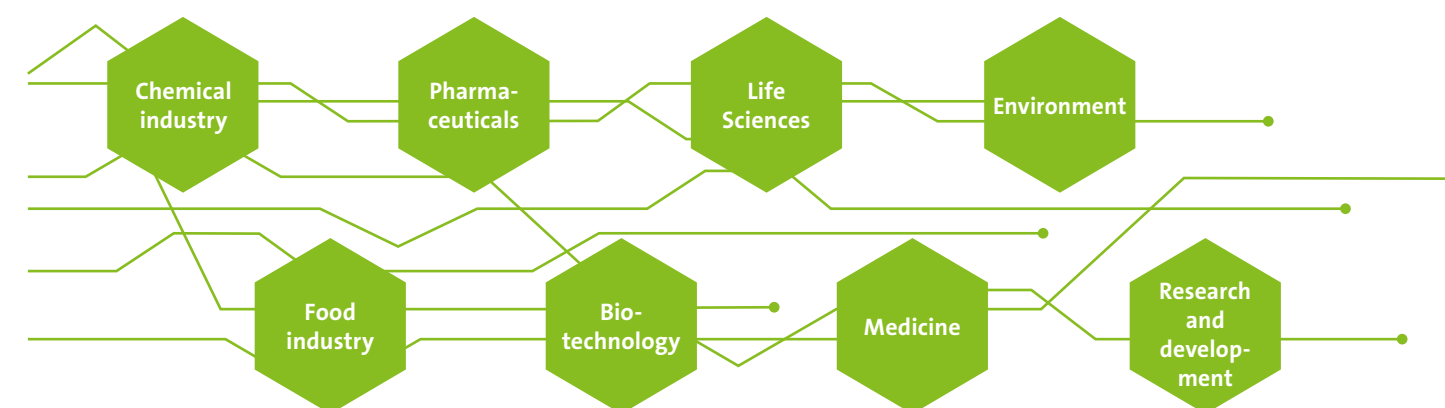 Chemical
industry
Pharma-
ceuticals
Life
Sciences
Environment
Food
industry
Bio-
technology
Medicine
Research
and
develop-
ment